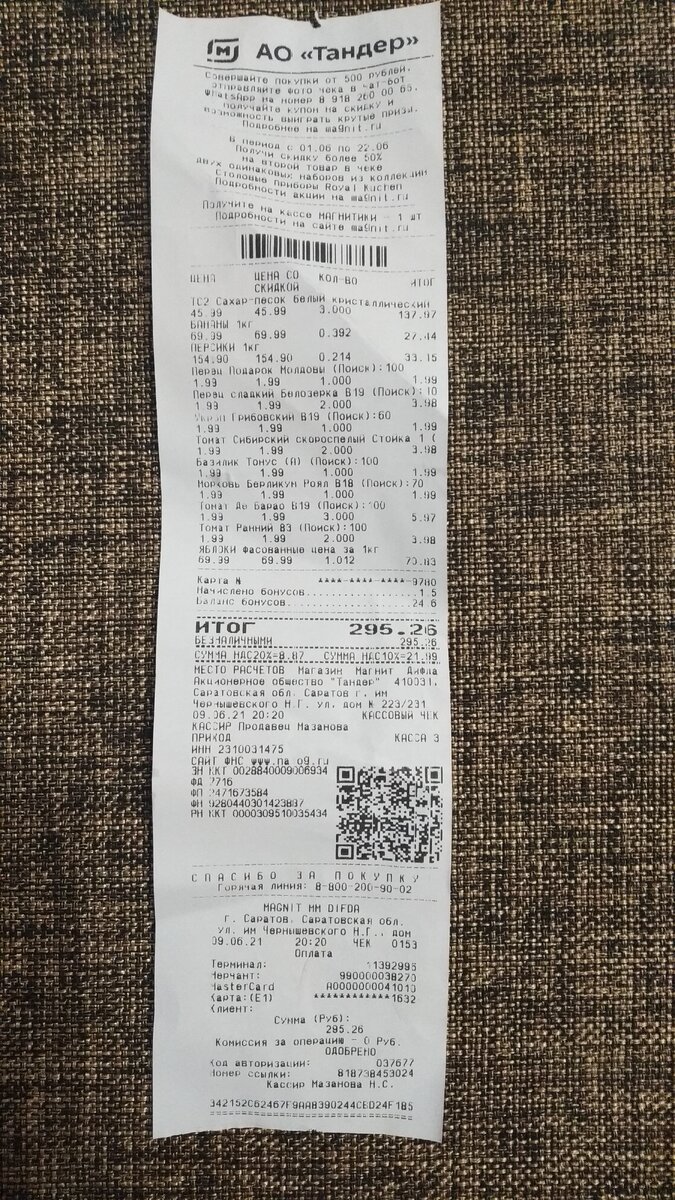 АО «Тандер»
Совершайте покупки от 500 рублей,
отправляйте фото чека в чат-бот
WhatsApp на номер 8 918 260 00 65,
получайте купон на скидку и
возможность выиграть крутые призы.
Подробнее на magnit.ru
В период с 01.06 по 22.06
Получи скидку более 50%
на второй товар в чеке
двух одинаковых наборов из коллекции
Столовые приборы Royal Kuchen
Подробности акции на magnit.ru
Получите на кассе МАГНИТИКИ - 1 шт
Подробности на сайте magnit.ru
ЦЕНА ЦЕНА СО СКИДКОЙ КОЛ-ВО ИТОГ
ТС2 Сахар-песок белый кристаллический
45.99 45.99 3.000 137.97
БАНАНЫ 1кг
69.99 69.99 0.392 27.44
ПЕРСИКИ 1кг
154.90 154.90 0.214 33.15
Перец Подарок Молдовы (Поиск):100
1.99 1.99 1.000 1.99
Перец сладкий Белозерка В19 (Поиск):10
1.99 1.99 2.000 3.98
Укроп Грибовский В19 (Поиск):60
1.99 1.99 1.000 1.99
Томат Сибирский скороспелый Стойка 1 (
1.99 1.99 2.000 3.98
Базилик Тонус (А) (Поиск):100
1.99 1.99 1.000 1.99
Морковь Берликум Роял В18 (Поиск):70
1.99 1.99 1.000 1.99
Томат Де Барао В19 (Поиск):100
1.99 1.99 3.000 5.97
Томат Ранний 83 (Поиск):100
1.99 1.99 2.000 3.98
ЯБЛОКИ Фасованные цена за 1кг
69.99 69.99 1.012 70.83
Карта № ****-****-****-9780
Начислено бонусов..............1.5
Баланс бонусов................24.6
ИТОГ 295.26
БЕЗНАЛИЧНЫМИ 295.26
СУММА НДС20%=8.87 СУММА НДС10%=21.99
МЕСТО РАСЧЕТОВ Магазин Магнит Дифда
Акционерное общество "Тандер" 410031,
Саратовская обл, Саратов г, им
Чернышевского Н.Г. ул, дом № 223/231
09.06.21 20:20 КАССОВЫЙ ЧЕК
КАССИР Продавец Мазанова
ПРИХОД КАССА 3
ИНН 2310031475
САЙТ ФНС www.nalog.ru
ЗН ККТ 0028840009006934
ФД 2716
ФП 2471673584
ФН 9280440301423887
РН ККТ 0000309510035434
СПАСИБО ЗА ПОКУПКУ
Горячая линия: 8-800-200-90-02
MAGNIT MM DIFDA
г. Саратов, Саратовская обл.
ул. им Чернышевского Н.Г., дом
09.06.21 20:20 ЧЕК 0153
Оплата
Терминал: 11392996
Мерчант: 990000038270
MasterCard A0000000041010
Карта:(E1) ************1632
Клиент:
Сумма (Руб):
295.26
Комиссия за операцию - 0 Руб.
ОДОБРЕНО
Код авторизации: 037677
Номер ссылки: 818738453024
Кассир Мазанова Н.С.
342152C62467F9AAB390244CED24F1B5